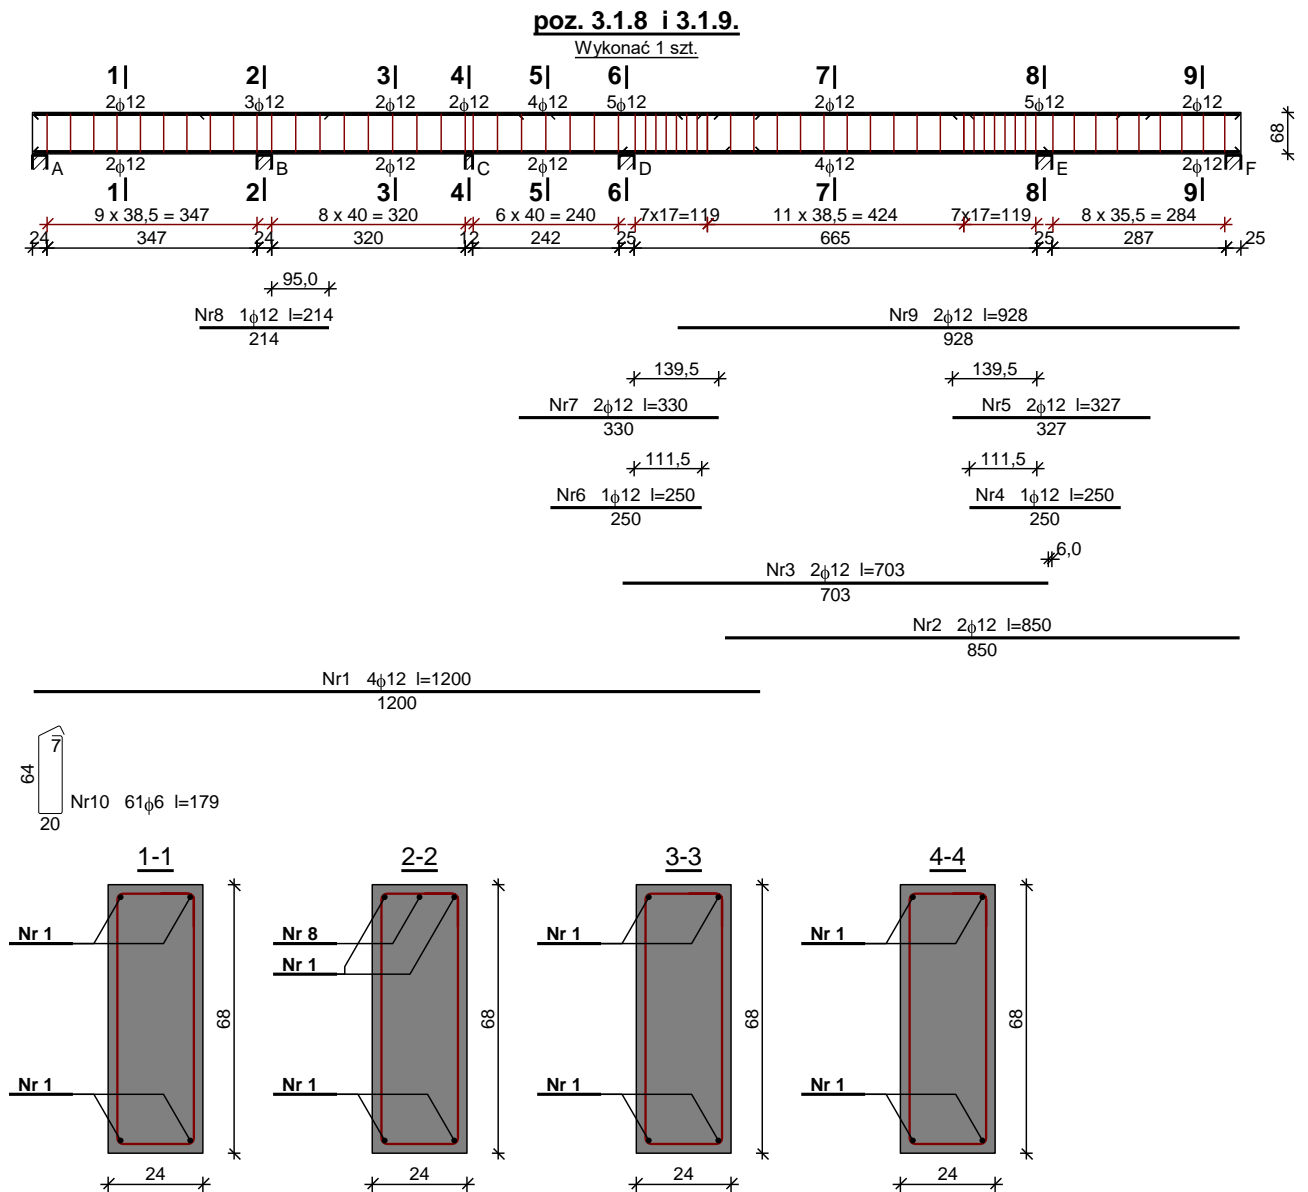 poz. 3.1.8 i 3.1.9.
Wykonać 1 szt.
1 2 3 4 5 6 7 8 9
2ϕ12 3ϕ12 2ϕ12 2ϕ12 4ϕ12 5ϕ12 2ϕ12 5ϕ12 2ϕ12
68
A 2ϕ12 B 2ϕ12 C 2ϕ12 D 4ϕ12 E 2ϕ12 F
1 2 3 4 5 6 7 8 9
9 x 38,5 = 347 8 x 40 = 320 6 x 40 = 240 7x17=119 11 x 38,5 = 424 7x17=119 8 x 35,5 = 284
24 347 24 320 12 242 25 665 25 287 25
95,0
Nr8 1ϕ12 l=214
214
Nr9 2ϕ12 l=928
928
139,5 139,5
Nr7 2ϕ12 l=330
330
Nr5 2ϕ12 l=327
327
111,5 111,5
Nr6 1ϕ12 l=250
250
Nr4 1ϕ12 l=250
250
6,0
Nr3 2ϕ12 l=703
703
Nr2 2ϕ12 l=850
850
Nr1 4ϕ12 l=1200
1200
7
64
20
Nr10 61ϕ6 l=179
1-1
Nr 1
Nr 1
68
24
2-2
Nr 8
Nr 1
Nr 1
68
24
3-3
Nr 1
Nr 1
68
24
4-4
Nr 1
Nr 1
68
24